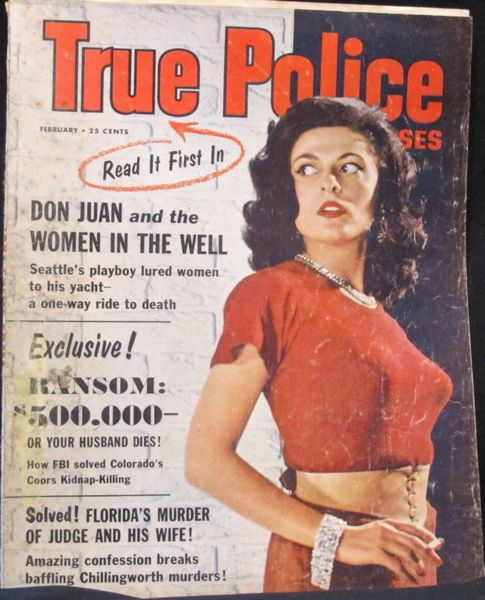 True Police
SES
FEBRUARY • 25 CENTS
Read It First In
DON JUAN and the
WOMEN IN THE WELL
Seattle's playboy lured women
to his yacht—
a one-way ride to death
Exclusive!
RANSOM:
$500,000—
OR YOUR HUSBAND DIES!
How FBI solved Colorado's
Coors Kidnap-Killing
Solved! FLORIDA'S MURDER
OF JUDGE AND HIS WIFE!
Amazing confession breaks
baffling Chillingworth murders!